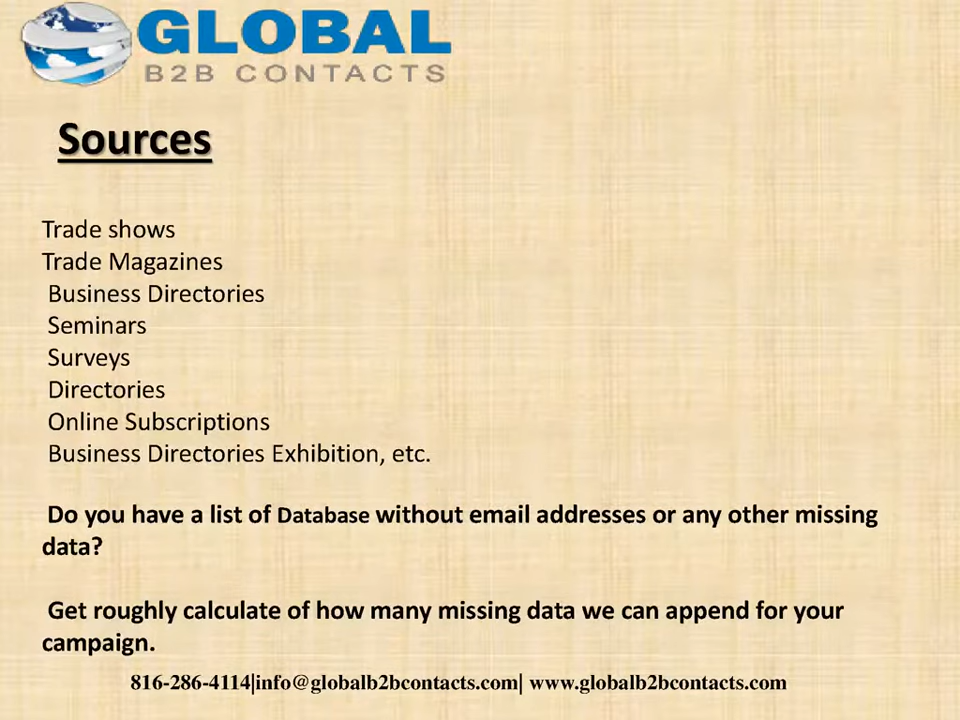 GLOBAL
B2B CONTACTS
Sources
Trade shows
Trade Magazines
Business Directories
Seminars
Surveys
Directories
Online Subscriptions
Business Directories Exhibition, etc.
Do you have a list of Database without email addresses or any other missing
data?
Get roughly calculate of how many missing data we can append for your
campaign.
816-286-4114|info@globalb2bcontacts.com| www.globalb2bcontacts.com